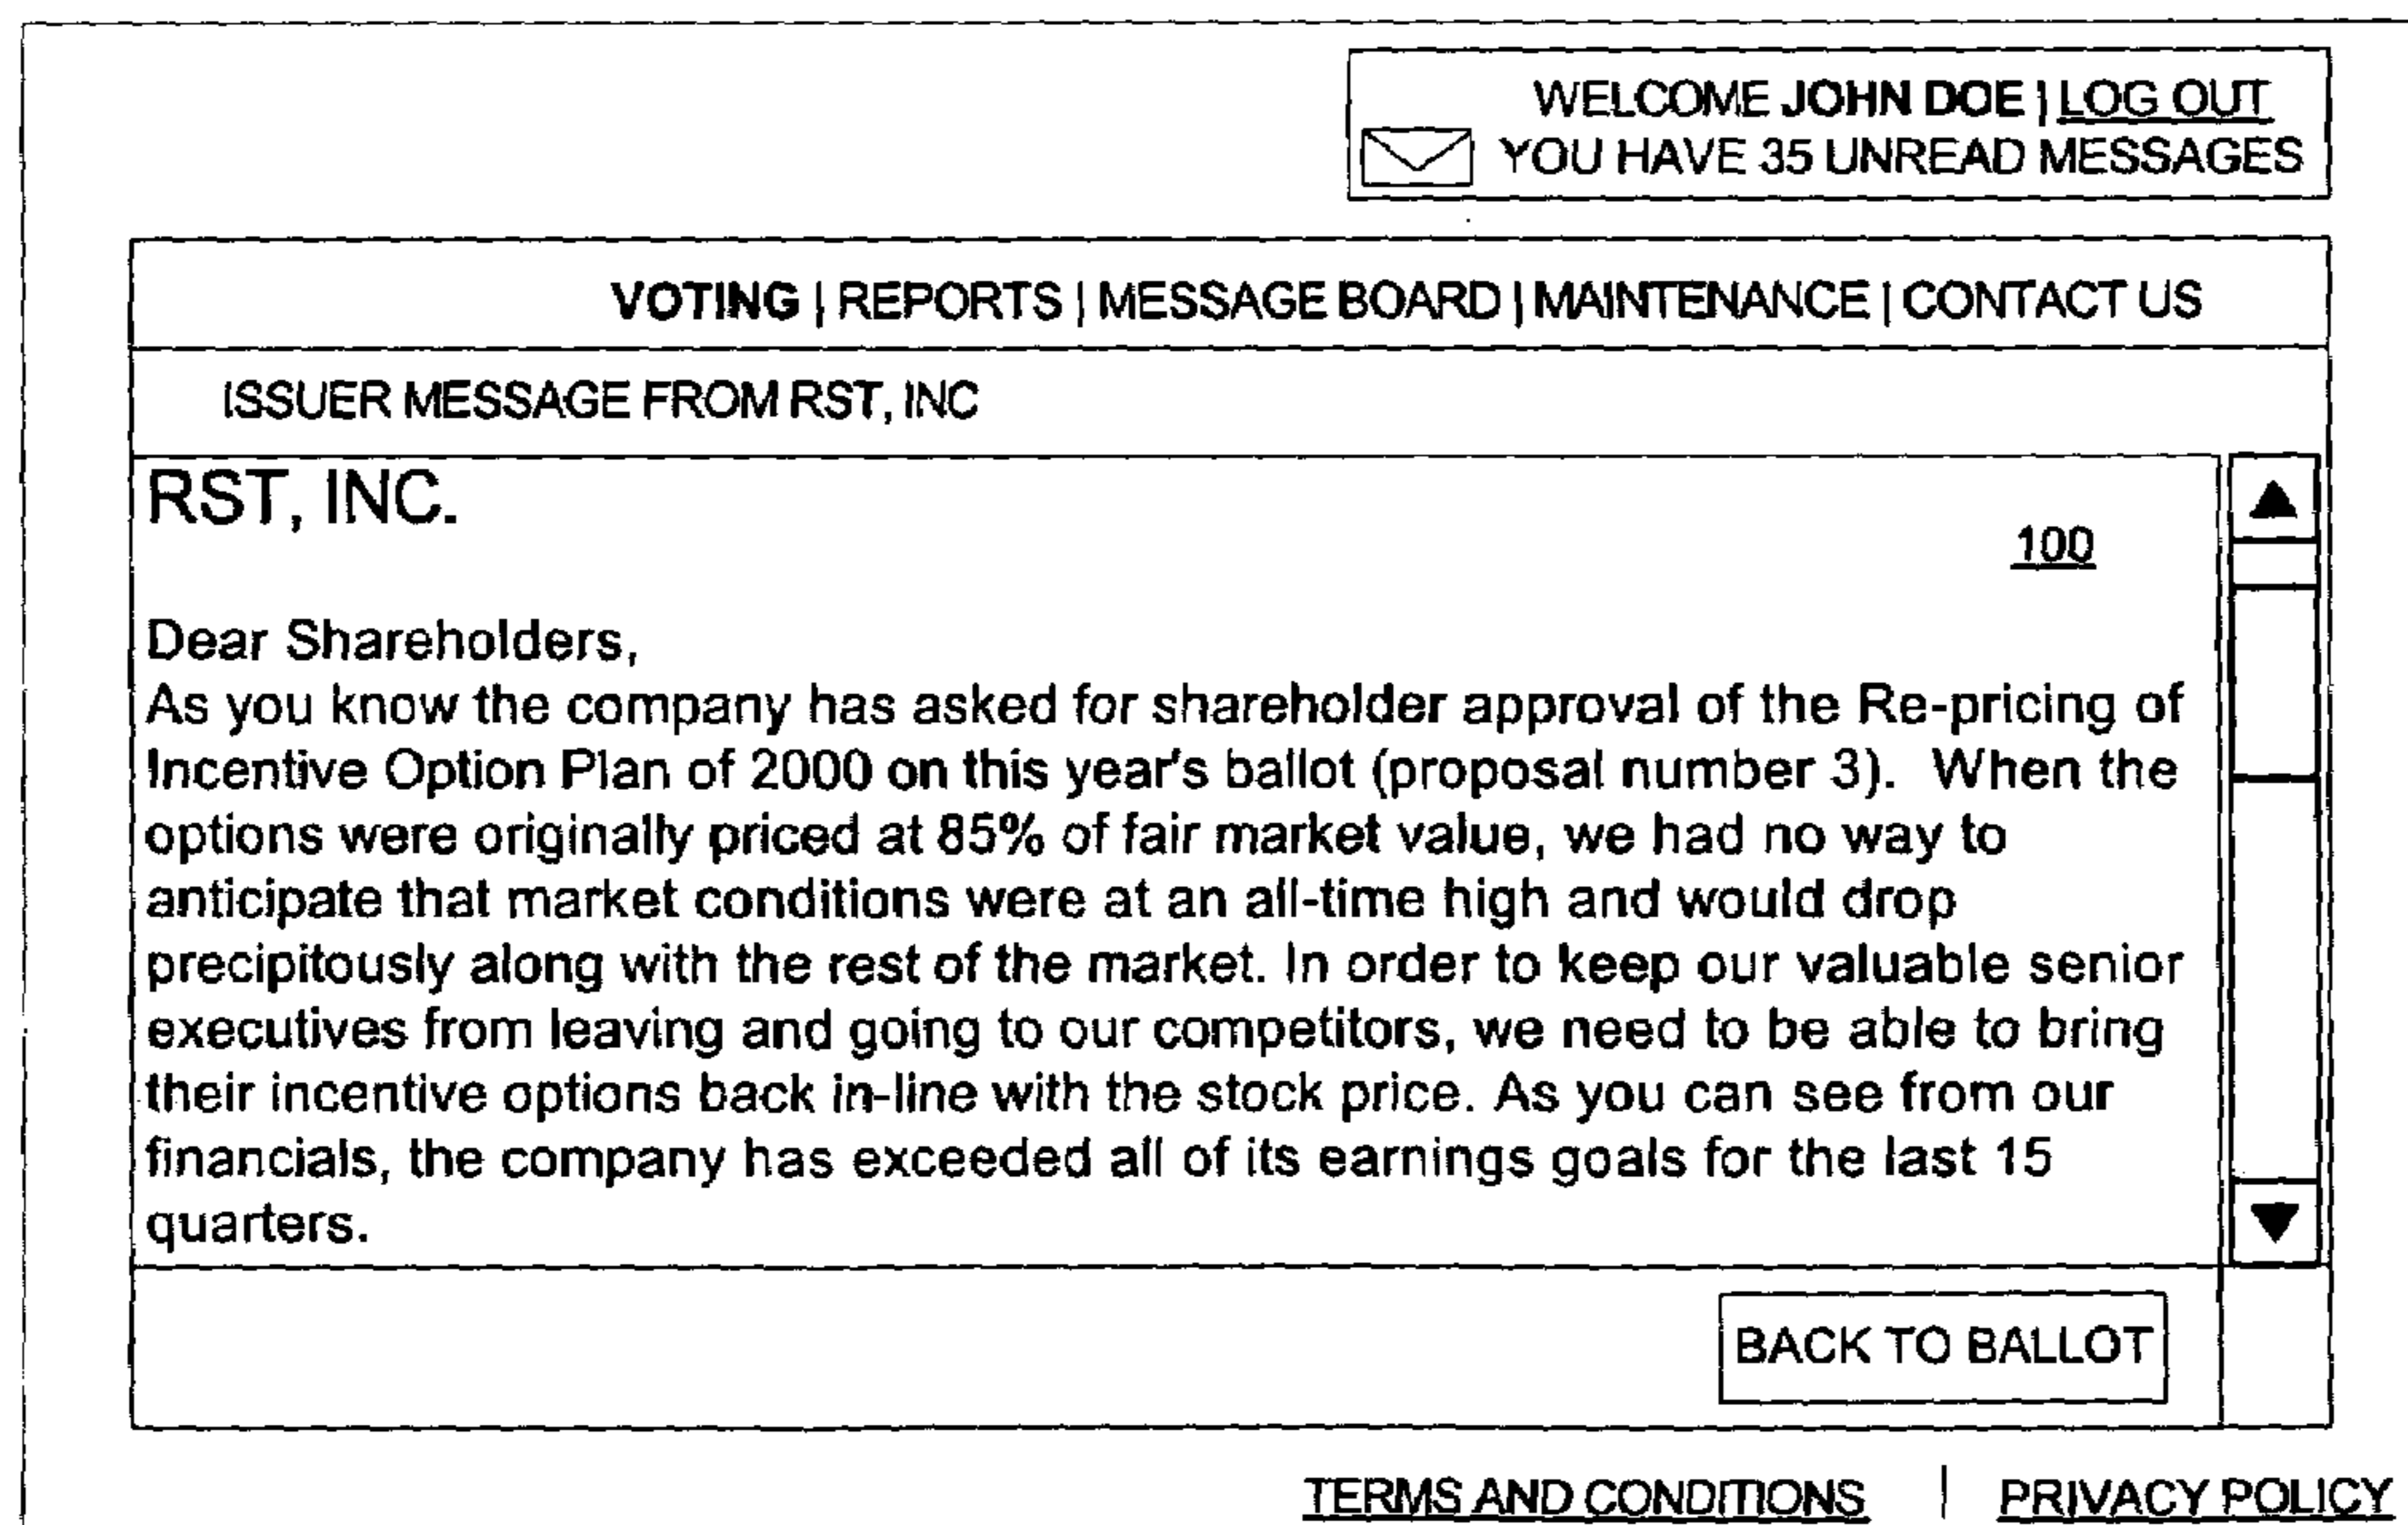 WELCOME JOHN DOE | LOG OUT
YOU HAVE 35 UNREAD MESSAGES
VOTING | REPORTS | MESSAGE BOARD | MAINTENANCE | CONTACT US
ISSUER MESSAGE FROM RST, INC
RST, INC.
100
Dear Shareholders,
As you know the company has asked for shareholder approval of the Re-pricing of
Incentive Option Plan of 2000 on this year's ballot (proposal number 3). When the
options were originally priced at 85% of fair market value, we had no way to
anticipate that market conditions were at an all-time high and would drop
precipitously along with the rest of the market. In order to keep our valuable senior
executives from leaving and going to our competitors, we need to be able to bring
their incentive options back in-line with the stock price. As you can see from our
financials, the company has exceeded all of its earnings goals for the last 15
quarters.
BACK TO BALLOT
TERMS AND CONDITIONS | PRIVACY POLICY